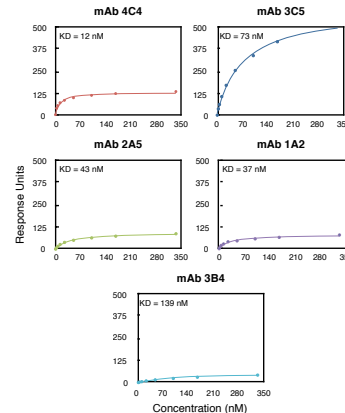 mAb 4C4
500
375
250
125
0
KD = 12 nM
0 70 140 210 280 350
mAb 3C5
500
375
250
125
0
KD = 73 nM
0 70 140 210 280 350
mAb 2A5
500
375
250
125
0
KD = 43 nM
0 70 140 210 280 350
mAb 1A2
500
375
250
125
0
KD = 37 nM
0 70 140 210 280 350
mAb 3B4
500
375
250
125
0
KD = 139 nM
0 70 140 210 280 350
Response Units
Concentration (nM)